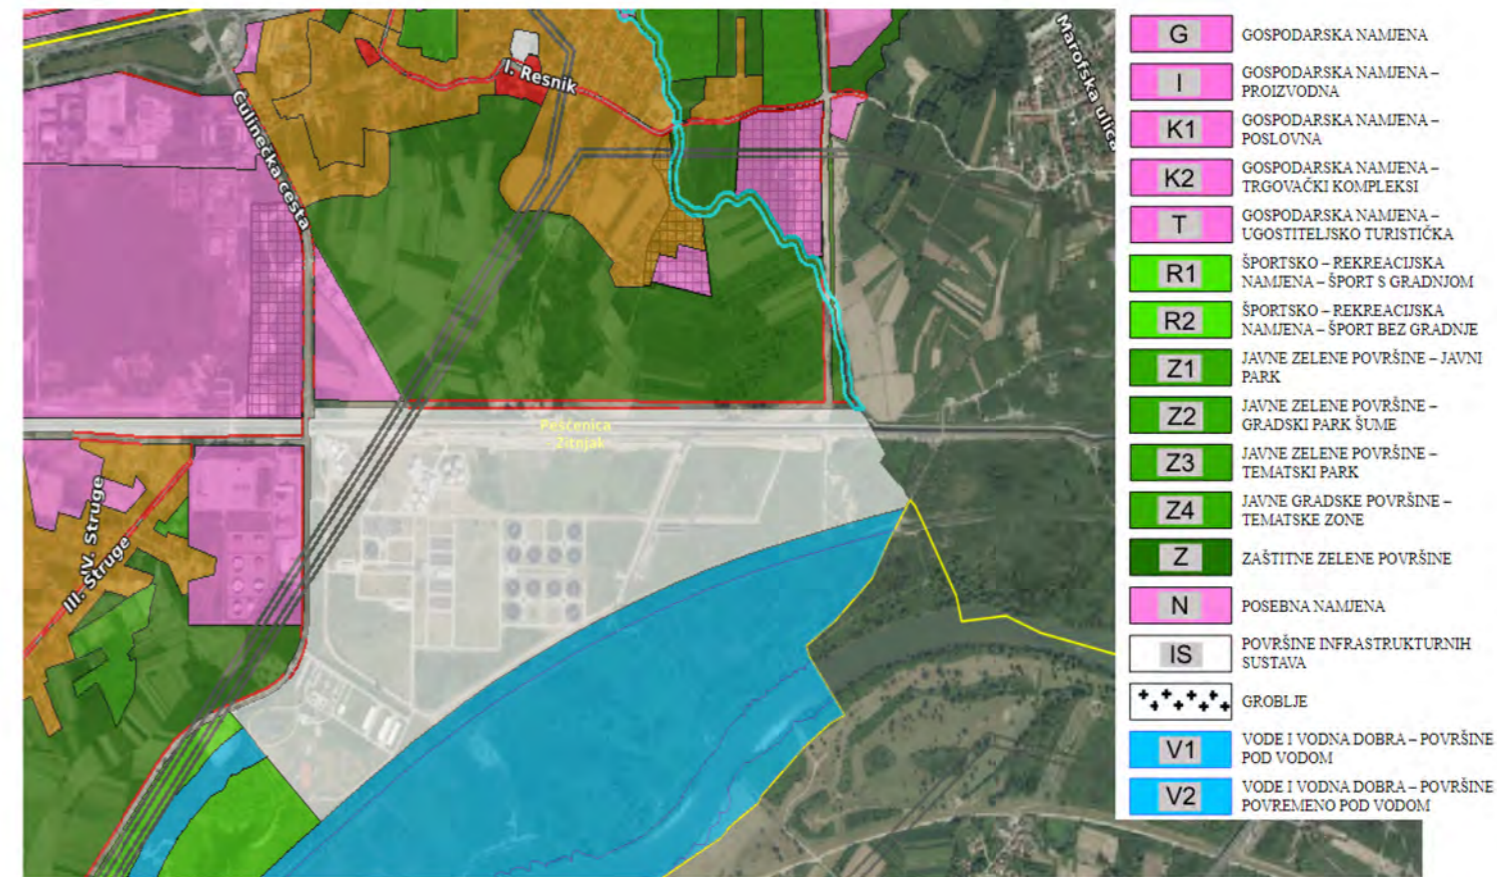 I. Resnik
Čulinečka cesta
Marofska ulica
Peščenica
Žitnjak
IV. Struge
III. Struge
G GOSPODARSKA NAMJENA
I GOSPODARSKA NAMJENA –
PROIZVODNA
K1 GOSPODARSKA NAMJENA –
POSLOVNA
K2 GOSPODARSKA NAMJENA –
TRGOVAČKI KOMPLEKSI
T GOSPODARSKA NAMJENA –
UGOSTITELJSKO TURISTIČKA
R1 ŠPORTSKO – REKREACIJSKA
NAMJENA – ŠPORT S GRADNJOM
R2 ŠPORTSKO – REKREACIJSKA
NAMJENA – ŠPORT BEZ GRADNJE
Z1 JAVNE ZELENE POVRŠINE – JAVNI
PARK
Z2 JAVNE ZELENE POVRŠINE –
GRADSKI PARK ŠUME
Z3 JAVNE ZELENE POVRŠINE –
TEMATSKI PARK
Z4 JAVNE GRADSKE POVRŠINE –
TEMATSKE ZONE
Z ZAŠTITNE ZELENE POVRŠINE
N POSEBNA NAMJENA
IS POVRŠINE INFRASTRUKTURNIH
SUSTAVA
GROBLJE
V1 VODE I VODNA DOBRA – POVRŠINE
POD VODOM
V2 VODE I VODNA DOBRA – POVRŠINE
POVREMENO POD VODOM